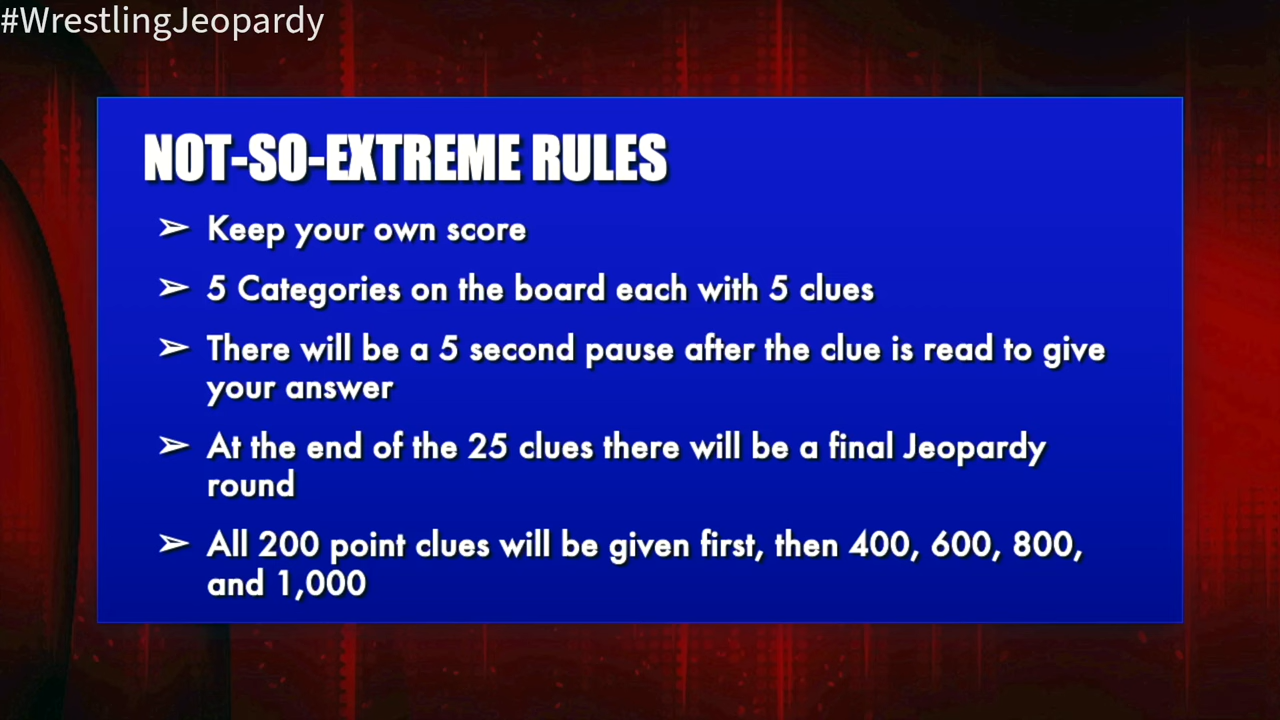 #WrestlingJeopardy
NOT-SO-EXTREME RULES
➢ Keep your own score
➢ 5 Categories on the board each with 5 clues
➢ There will be a 5 second pause after the clue is read to give
your answer
➢ At the end of the 25 clues there will be a final Jeopardy
round
➢ All 200 point clues will be given first, then 400, 600, 800,
and 1,000